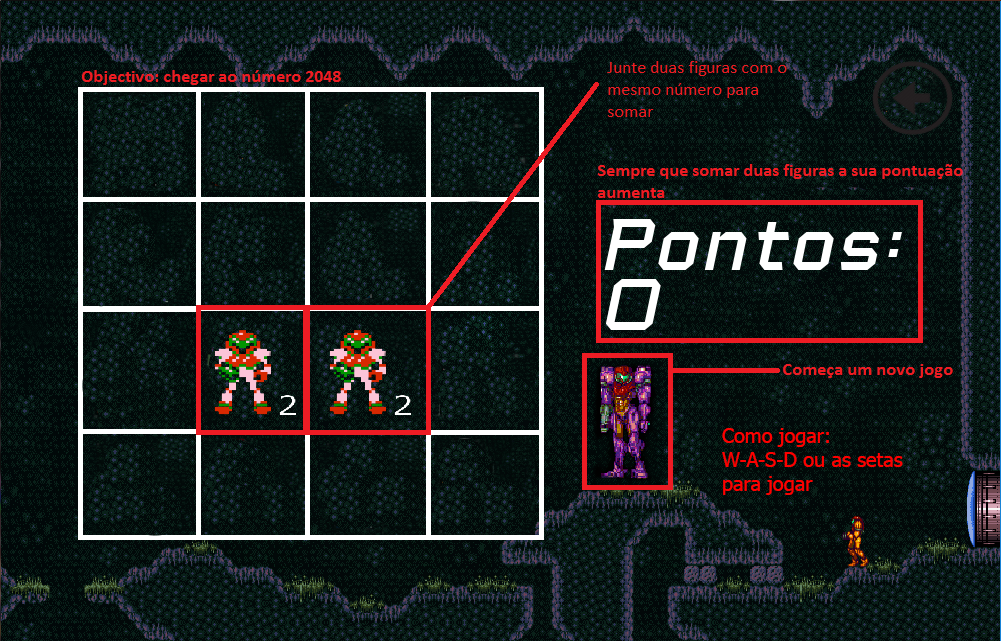 Objectivo: chegar ao número 2048
Junte duas figuras com o
mesmo número para
somar
Sempre que somar duas figuras a sua pontuação
aumenta
Pontos:
0
2
2
Começa um novo jogo
Como jogar:
W-A-S-D ou as setas
para jogar